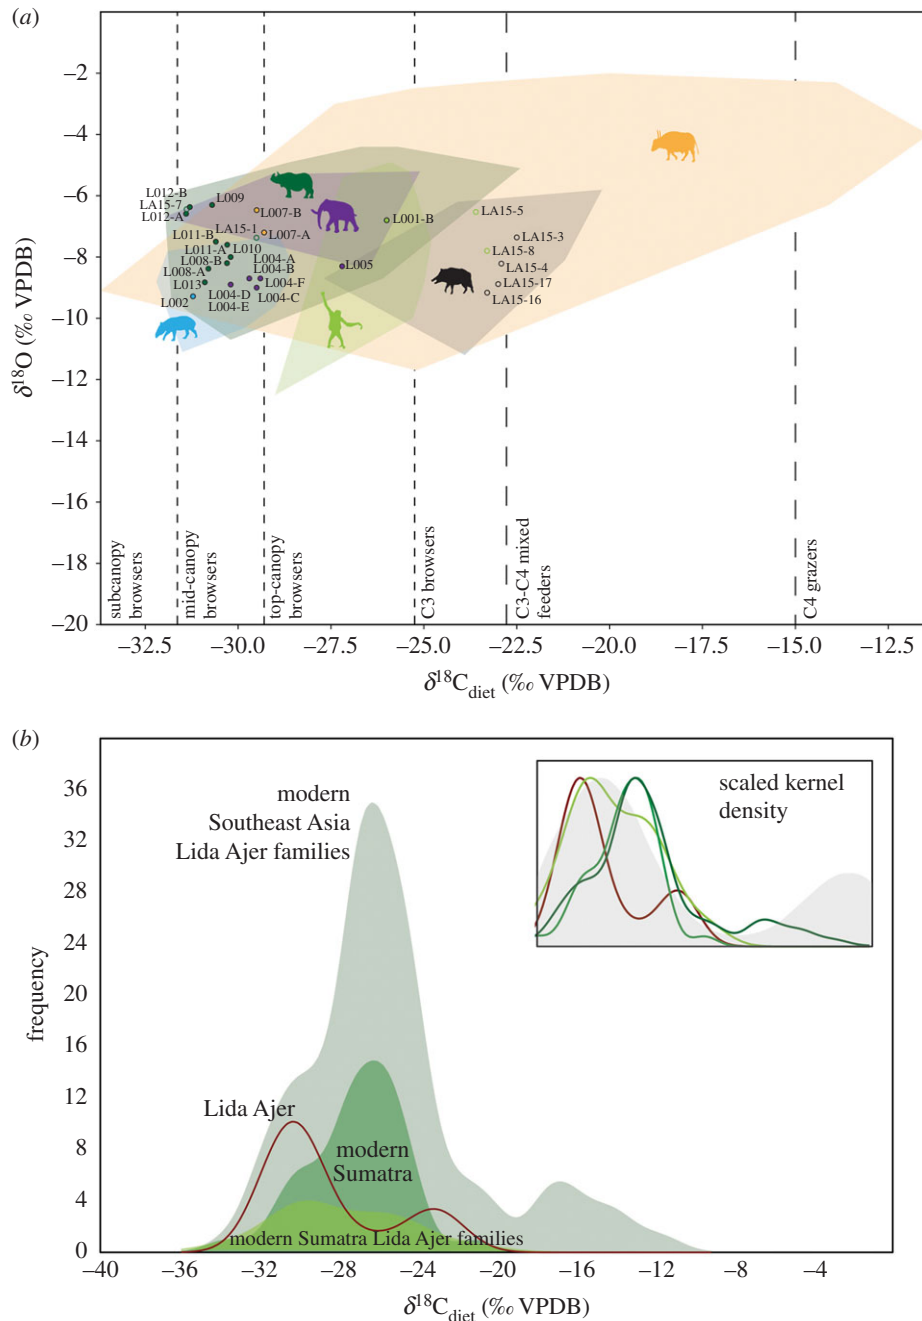 (a)
–2
–4
–6
–8
–10
–12
–14
–16
–18
–20
δ18O (‰ VPDB)
L012-B
LA15-7
L012-A
L009
L007-B
L001-B
LA15-5
L011-B
LA15-1
L007-A
LA15-3
L011-A
L010
LA15-8
L008-B
L004-A
L005
LA15-4
L008-A
L004-B
L013
L004-F
LA15-17
L002
L004-D
L004-C
LA15-16
L004-E
subcanopy
browsers
mid-canopy
browsers
top-canopy
browsers
C3 browsers
C3-C4 mixed
feeders
C4 grazers
–32.5 –30.0 –27.5 –25.0 –22.5 –20.0 –17.5 –15.0 –12.5
δ18Cdiet (‰ VPDB)
(b)
36
32
28
24
20
16
12
8
4
0
frequency
modern
Southeast Asia
Lida Ajer families
scaled kernel
density
Lida Ajer
modern
Sumatra
modern Sumatra Lida Ajer families
–40 –36 –32 –28 –24 –20 –16 –12 –8 –4
δ18Cdiet (‰ VPDB)